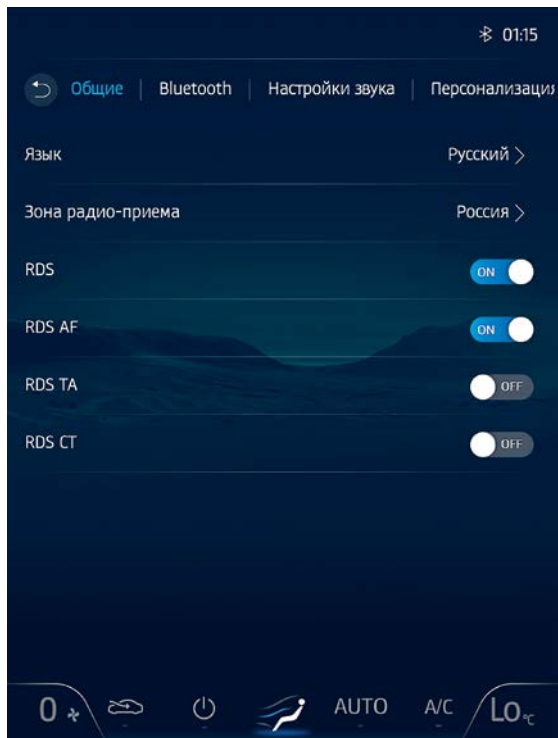 01:15
Общие | Bluetooth | Настройки звука | Персонализация
Язык Русский >
Зона радио-приема Россия >
RDS ON
RDS AF ON
RDS TA OFF
RDS CT OFF
0 AUTO A/C Lo °C